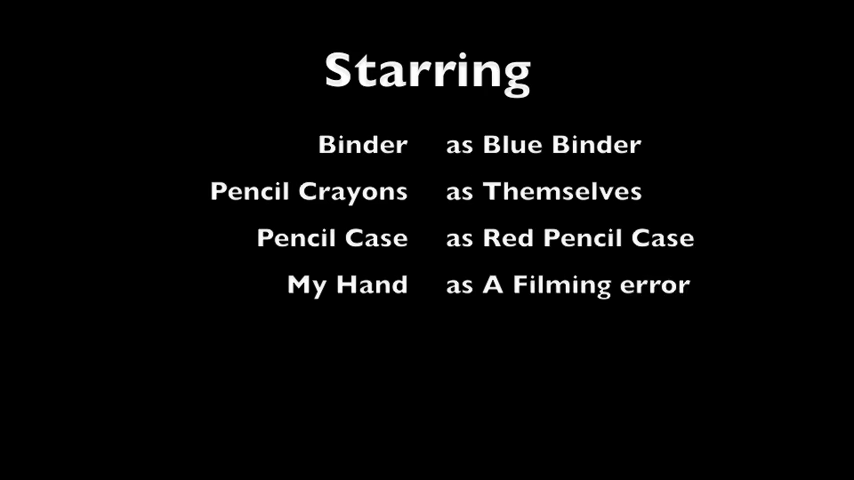 Starring
Binder as Blue Binder
Pencil Crayons as Themselves
Pencil Case as Red Pencil Case
My Hand as A Filming error